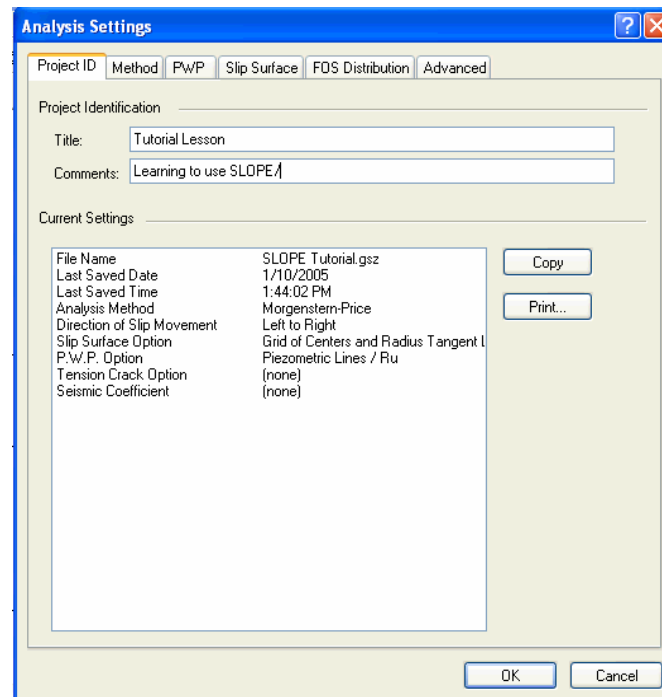 Analysis Settings
Project ID Method PWP Slip Surface FOS Distribution Advanced
Project Identification
Title: Tutorial Lesson
Comments: Learning to use SLOPE/
Current Settings
File Name SLOPE Tutorial.gsz
Last Saved Date 1/10/2005
Last Saved Time 1:44:02 PM
Analysis Method Morgenstern-Price
Direction of Slip Movement Left to Right
Slip Surface Option Grid of Centers and Radius Tangent L
P.W.P. Option Piezometric Lines / Ru
Tension Crack Option (none)
Seismic Coefficient (none)
Copy
Print...
OK Cancel